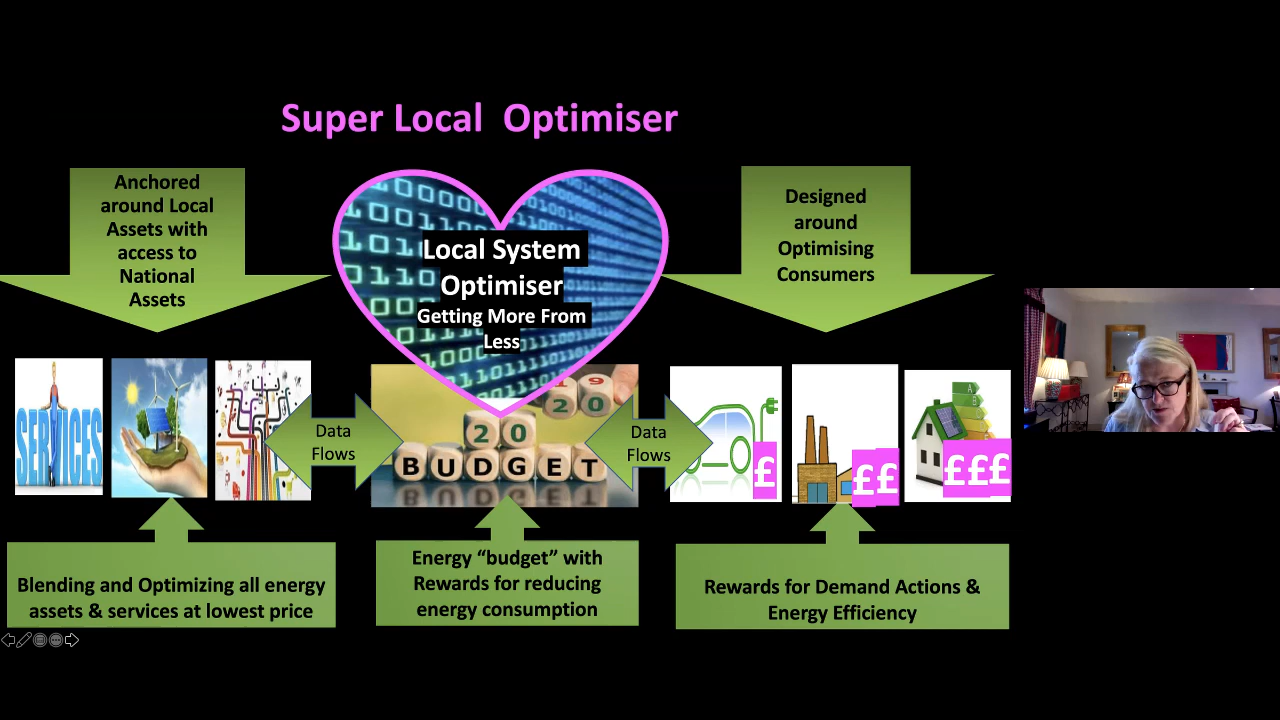 Super Local Optimiser
Anchored
around Local
Assets with
access to
National
Assets
Local System
Optimiser
Getting More From
Less
Designed
around
Optimising
Consumers
SERVICES
Data
Flows
19
20
20
BUDGET
Data
Flows
£
££
A
£££
Blending and Optimizing all energy
assets & services at lowest price
Energy “budget” with
Rewards for reducing
energy consumption
Rewards for Demand Actions &
Energy Efficiency